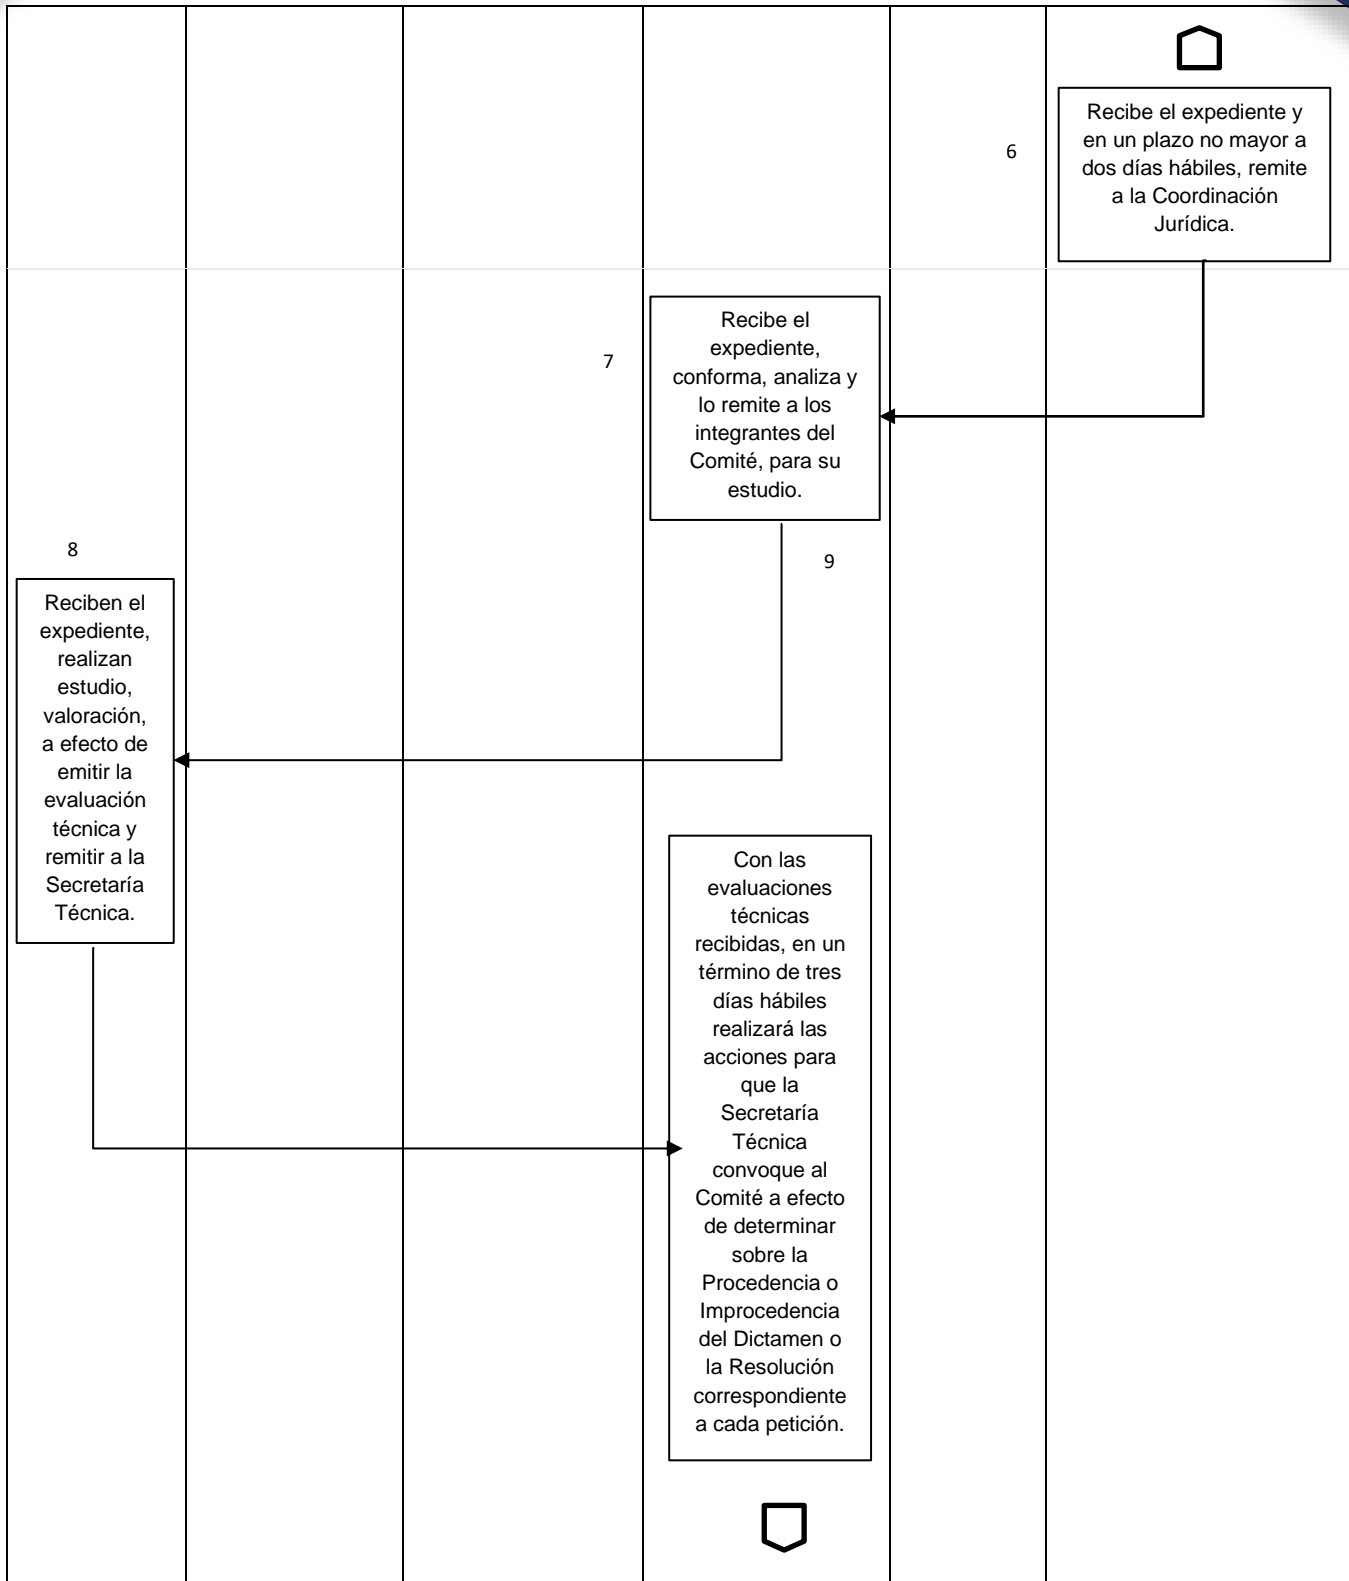 6
Recibe el expediente y
en un plazo no mayor a
dos días hábiles, remite
a la Coordinación
Jurídica.
7
Recibe el
expediente,
conforma, analiza y
lo remite a los
integrantes del
Comité, para su
estudio.
8
Reciben el
expediente,
realizan
estudio,
valoración,
a efecto de
emitir la
evaluación
técnica y
remitir a la
Secretaría
Técnica.
9
Con las
evaluaciones
técnicas
recibidas, en un
término de tres
días hábiles
realizará las
acciones para
que la
Secretaría
Técnica
convoque al
Comité a efecto
de determinar
sobre la
Procedencia o
Improcedencia
del Dictamen o
la Resolución
correspondiente
a cada petición.